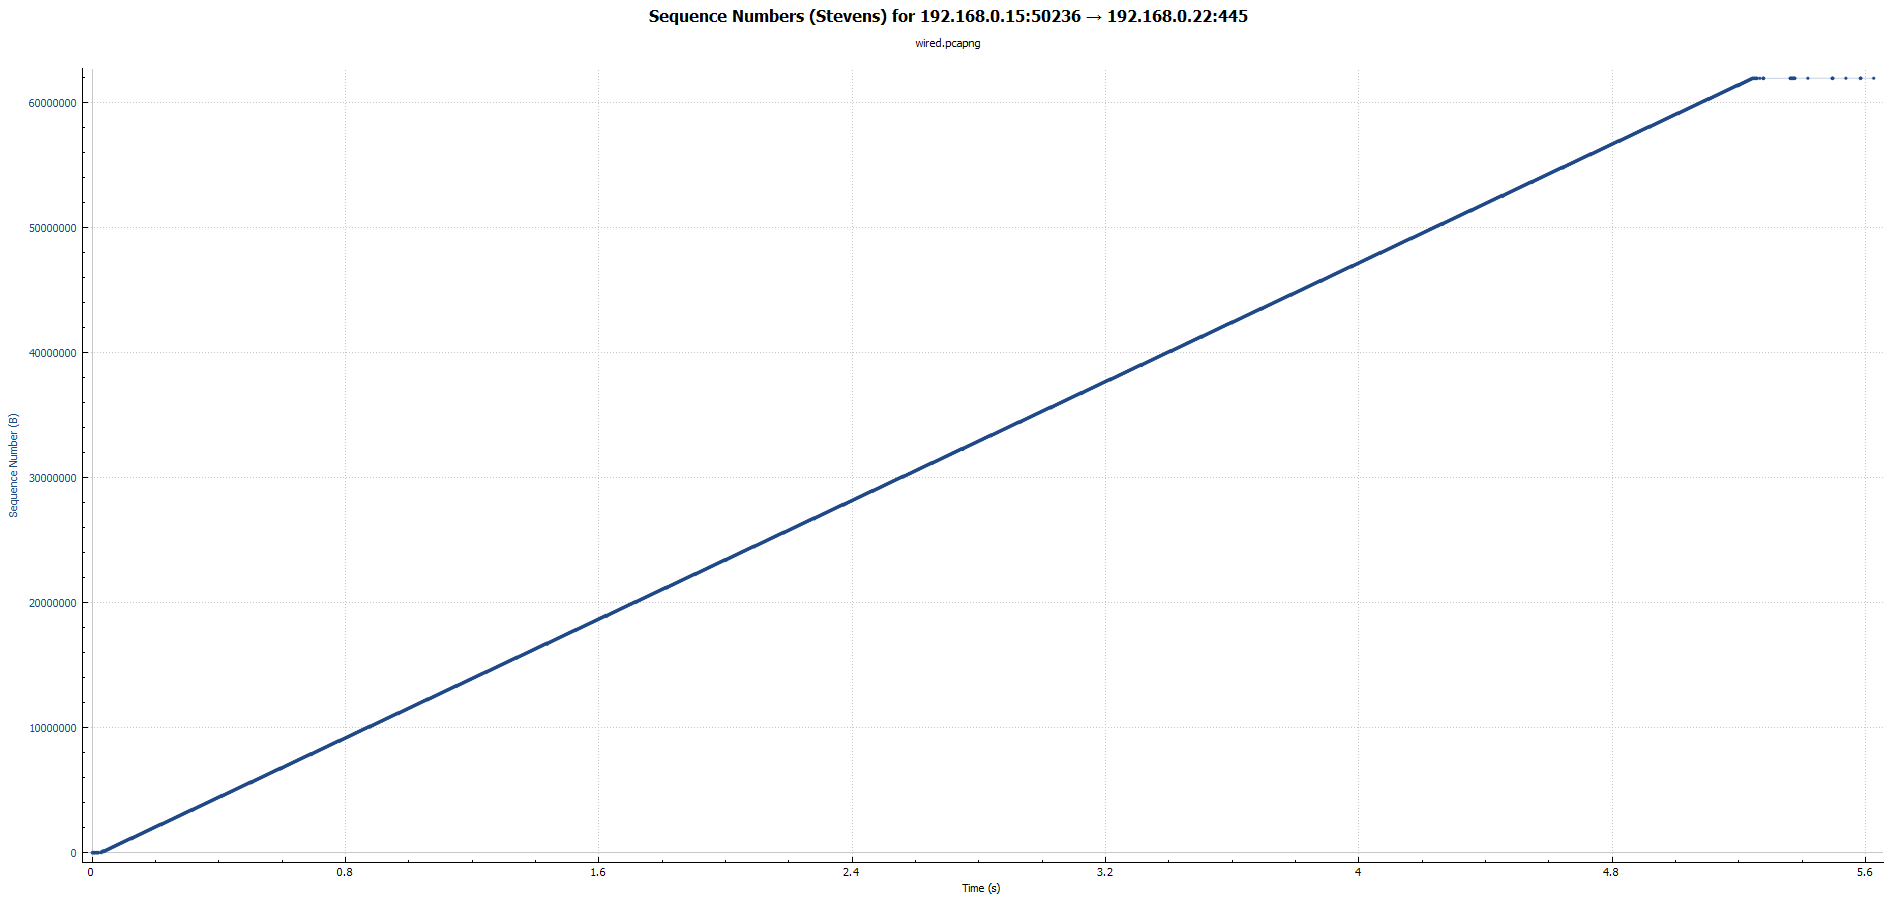 Sequence Numbers (Stevens) for 192.168.0.15:50236 → 192.168.0.22:445
wired.pcapng
Sequence Number (B)
60000000
50000000
40000000
30000000
20000000
10000000
0
0 0.8 1.6 2.4 3.2 4 4.8 5.6
Time (s)